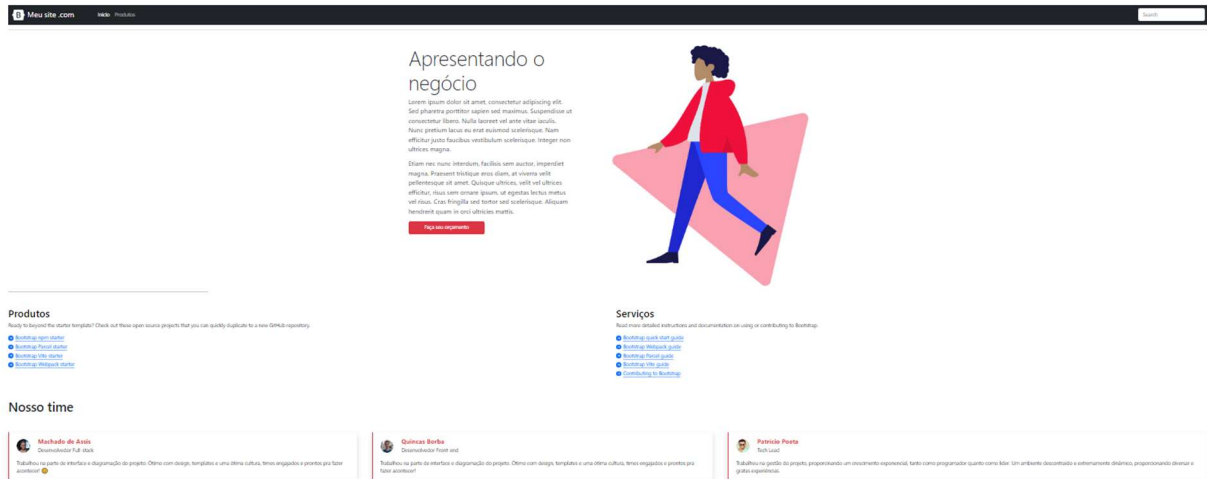 B Meu site .com Início Produtos Search
Apresentando o
negócio
Lorem ipsum dolor sit amet, consectetur adipiscing elit.
Sed pharetra porttitor sapien sed maximus. Suspendisse ut
consectetur libero. Nulla laoreet vel ante vitae iaculis.
Nunc pretium lacus eu erat euismod scelerisque. Nam
efficitur justo faucibus vestibulum scelerisque. Integer non
ultrices magna.
Etiam nec nunc interdum, facilisis sem auctor, imperdiet
magna. Praesent tristique eros diam, at viverra velit
pellentesque sit amet. Quisque ultrices, velit vel ultrices
efficitur, risus sem ornare ipsum, ut egestas lectus metus
vel risus. Cras fringilla sed tortor sed scelerisque. Aliquam
hendrerit quam in orci ultricies mattis.
Faça seu orçamento
Produtos
Ready to beyond the starter template? Check out these open source projects that you can quickly duplicate to a new GitHub repository.
Bootstrap npm starter
Bootstrap Parcel starter
Bootstrap Vite starter
Bootstrap Webpack starter
Serviços
Read more detailed instructions and documentation on using or contributing to Bootstrap.
Bootstrap quick start guide
Bootstrap Webpack guide
Bootstrap Parcel guide
Bootstrap Vite guide
Contributing to Bootstrap
Nosso time
Machado de Assis
Desenvolvedor Full stack
Trabalhou na parte de interface e diagramação do projeto. Ótimo com design, templates e uma ótima cultura, times engajados e prontos pra fazer
acontecer! 😄
Quincas Borba
Desenvolvedor Front end
Trabalhou na parte de interface e diagramação do projeto. Ótimo com design, templates e uma ótima cultura, times engajados e prontos pra
fazer acontecer!
Patricio Poeta
Tech Lead
Trabalhou na gestão do projeto, proporcionando um crescimento exponencial, tanto como programador quanto como líder. Um ambiente descontraído e extremamente dinâmico, proporcionando diversas e
gratas experiências.